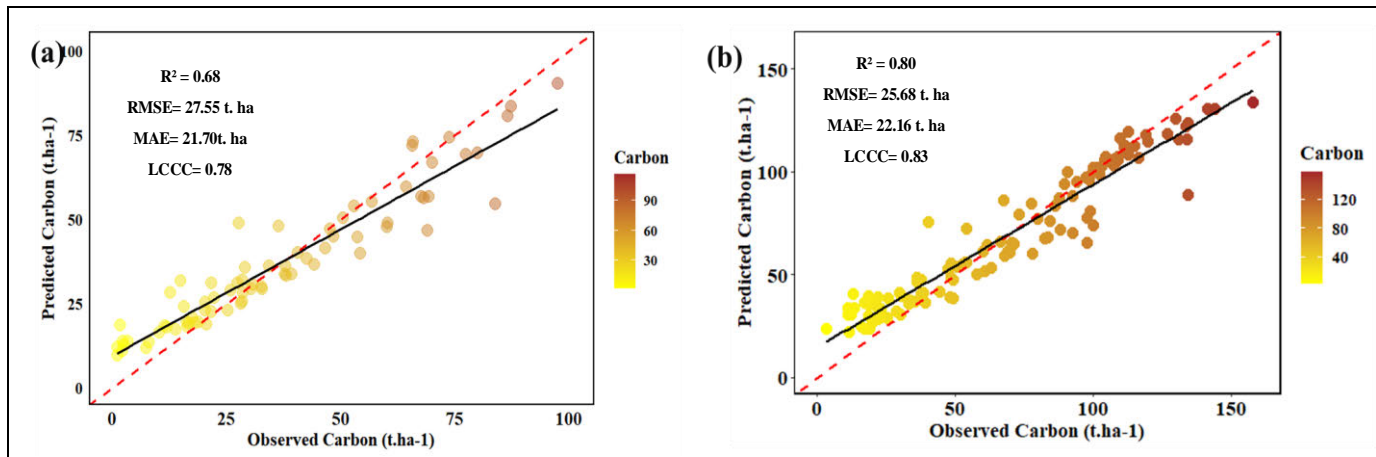 (a)
R² = 0.68
RMSE= 27.55 t. ha
MAE= 21.70t. ha
LCCC= 0.78
Predicted Carbon (t.ha-1)
100
75
50
25
0
0 25 50 75 100
Observed Carbon (t.ha-1)
Carbon
90
60
30
(b)
R² = 0.80
RMSE= 25.68 t. ha
MAE= 22.16 t. ha
LCCC= 0.83
Predicted Carbon (t.ha-1)
150
100
50
0
0 50 100 150
Observed Carbon (t.ha-1)
Carbon
120
80
40